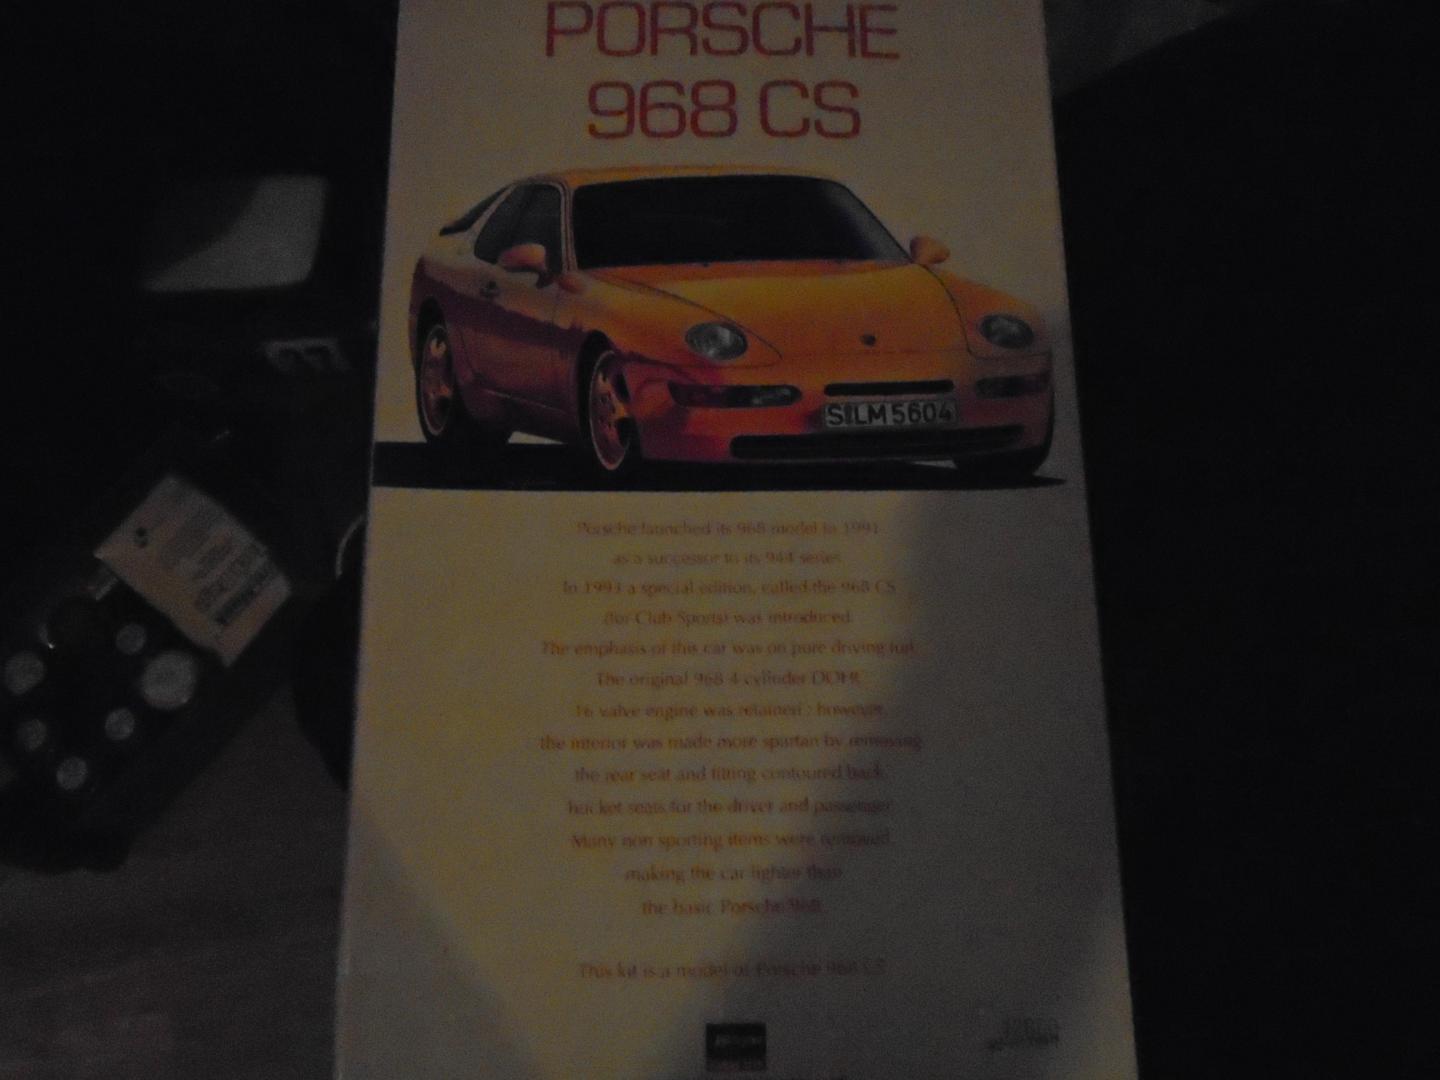 PORSCHE
968 CS
S LM 5604
Porsche launched its 968 model in 1991
as a successor to its 944 series.
In 1993 a special edition, called the 968 CS
(for Club Sports) was introduced.
The emphasis of this car was on pure driving fun.
The original 968 4 cylinder DOHC
16 valve engine was retained : however,
the interior was made more spartan by removing
the rear seat and fitting contoured back,
bucket seats for the driver and passenger.
Many non sporting items were removed
making the car lighter than
the basic Porsche 968.
This kit is a model of Porsche 968 CS